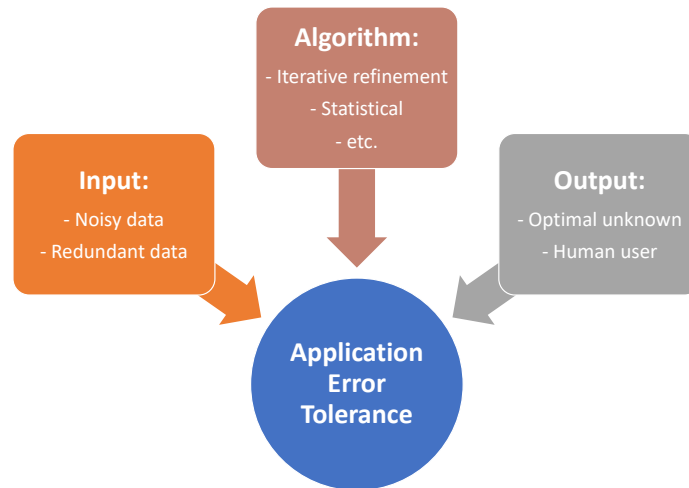 Algorithm:
- Iterative refinement
- Statistical
- etc.
Input:
- Noisy data
- Redundant data
Output:
- Optimal unknown
- Human user
Application
Error
Tolerance